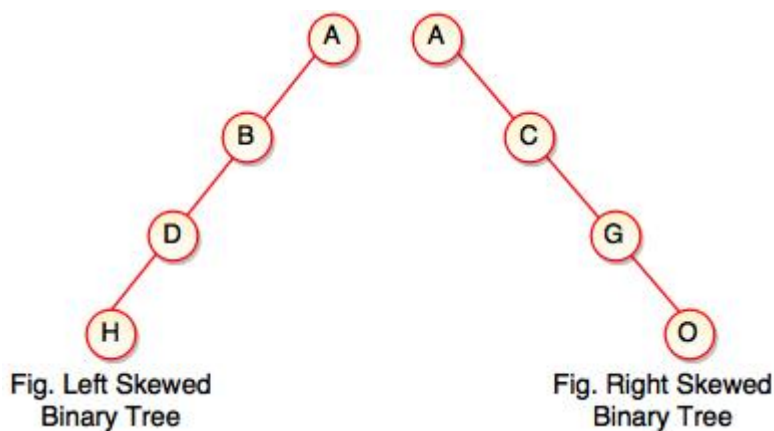 A A
B C
D G
H O
Fig. Left Skewed
Binary Tree
Fig. Right Skewed
Binary Tree